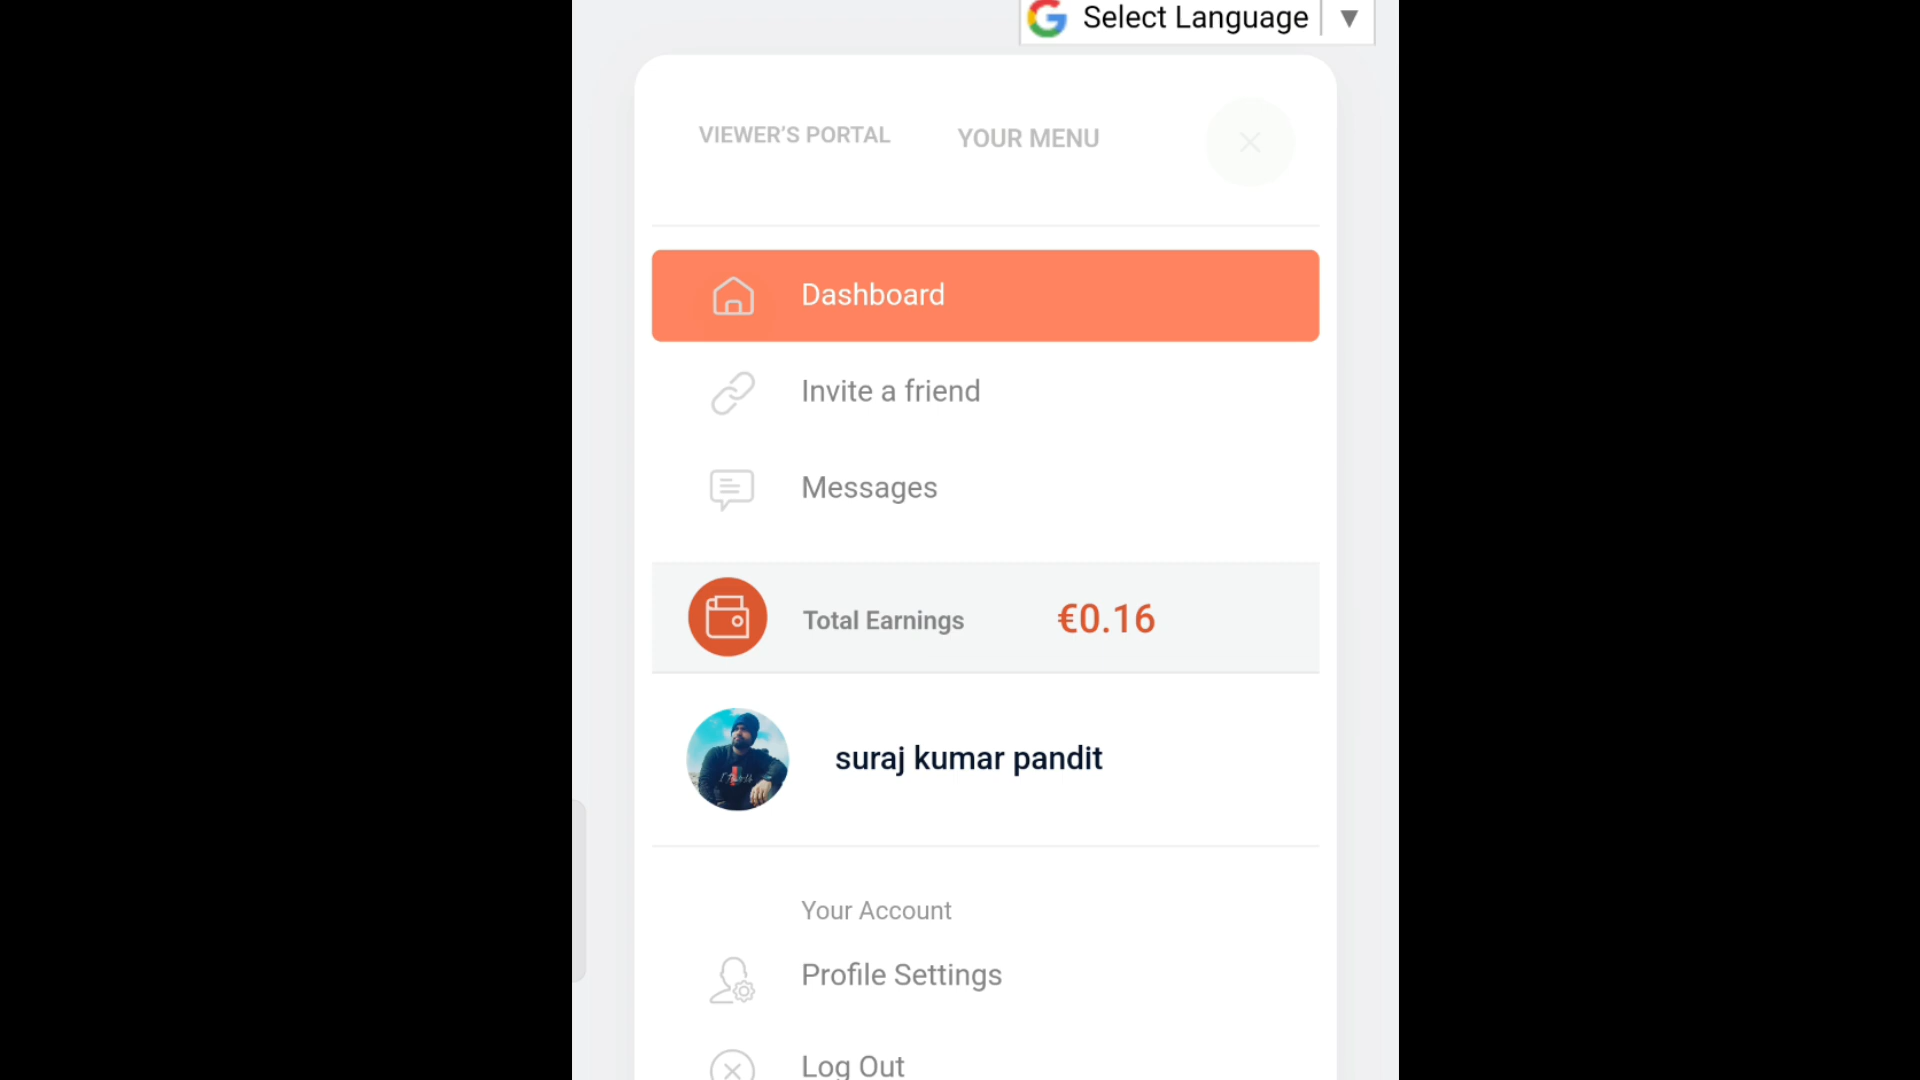 Select Language ▼
VIEWER'S PORTAL YOUR MENU
Dashboard
Invite a friend
Messages
Total Earnings €0.16
suraj kumar pandit
Your Account
Profile Settings
Log Out